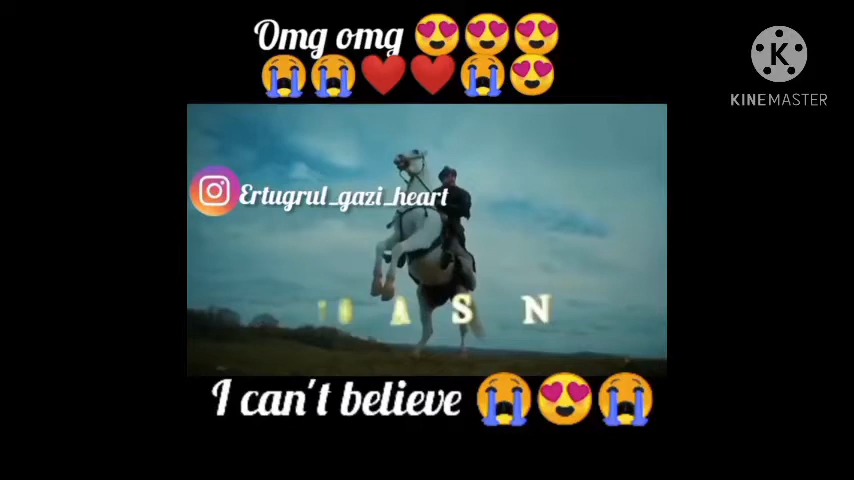 Omg omg 😍😍😍
😭😭❤️❤️😭😍
K
KINEMASTER
Ertugrul_gazi_heart
A S N
I can't believe 😭😍😭